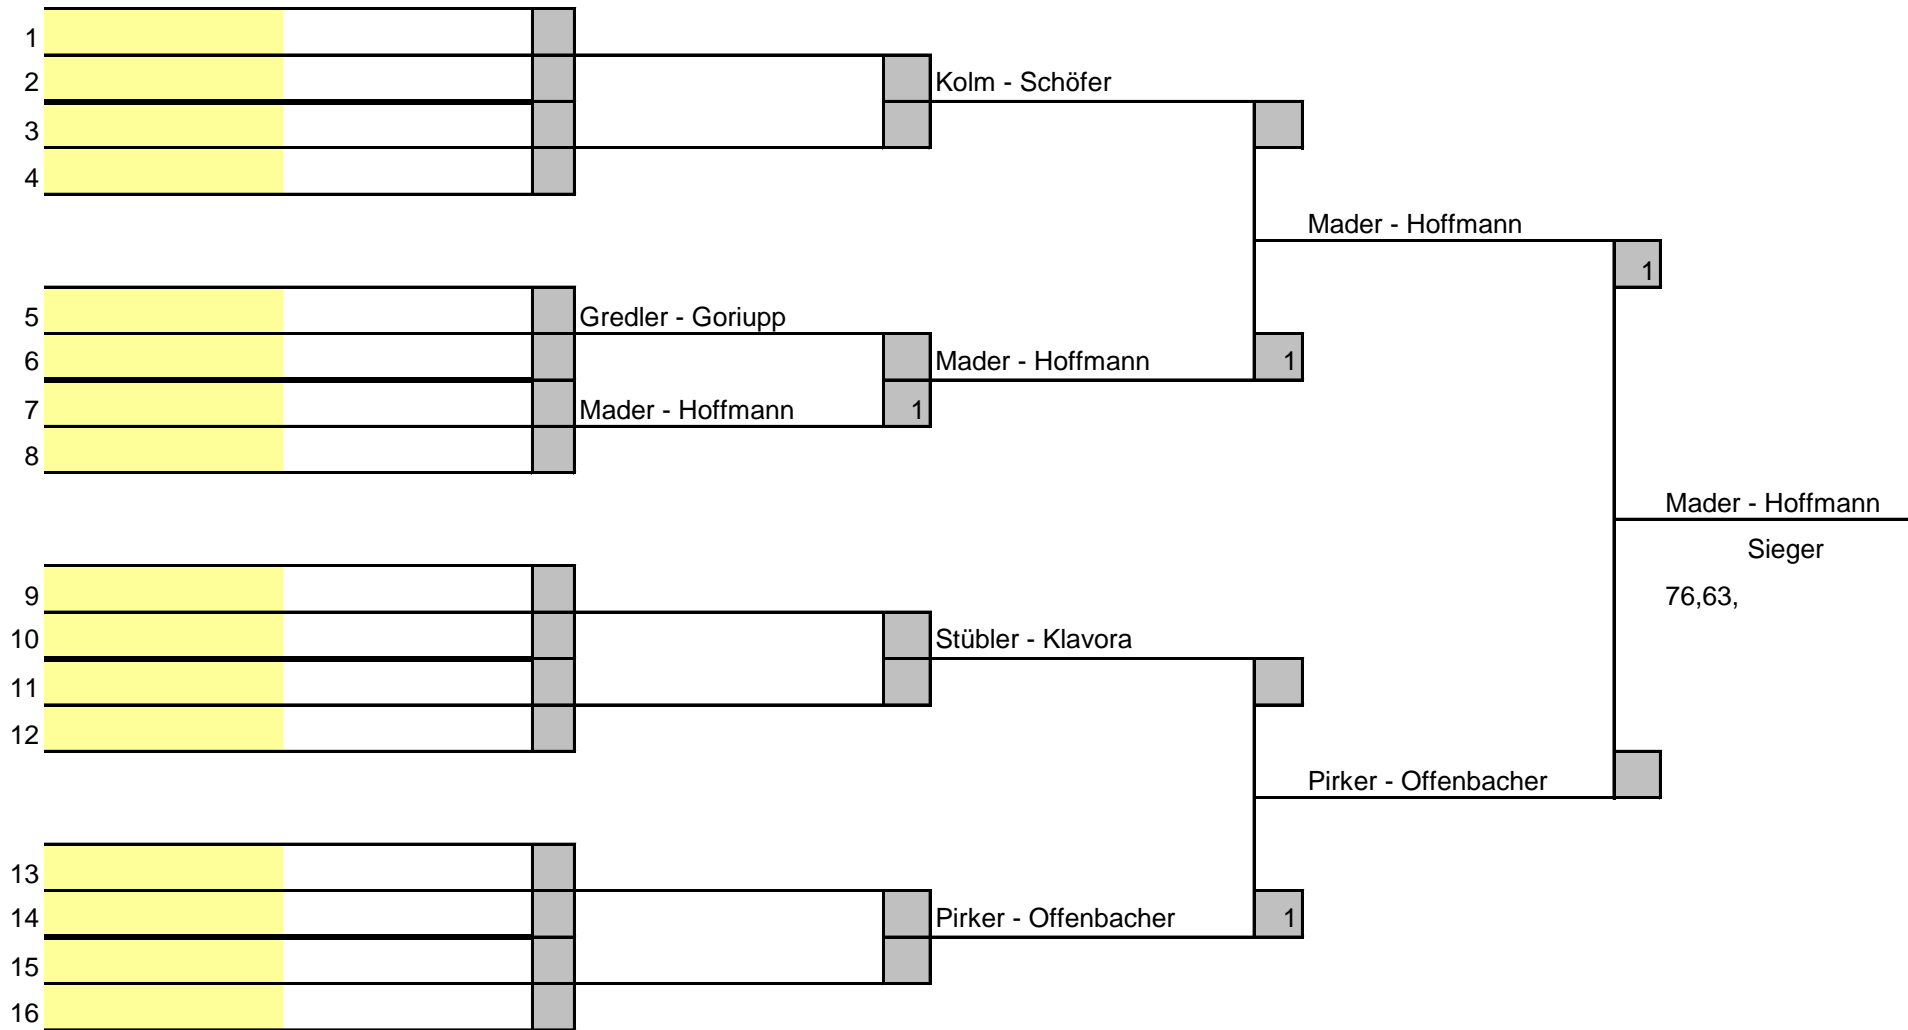 1
2
Kolm - Schöfer
3
4
Mader - Hoffmann
1
5
Gredler - Goriupp
6
Mader - Hoffmann
1
7
Mader - Hoffmann
1
8
Mader - Hoffmann
Sieger
9
76,63,
10
Stübler - Klavora
11
12
Pirker - Offenbacher
13
14
Pirker - Offenbacher
1
15
16